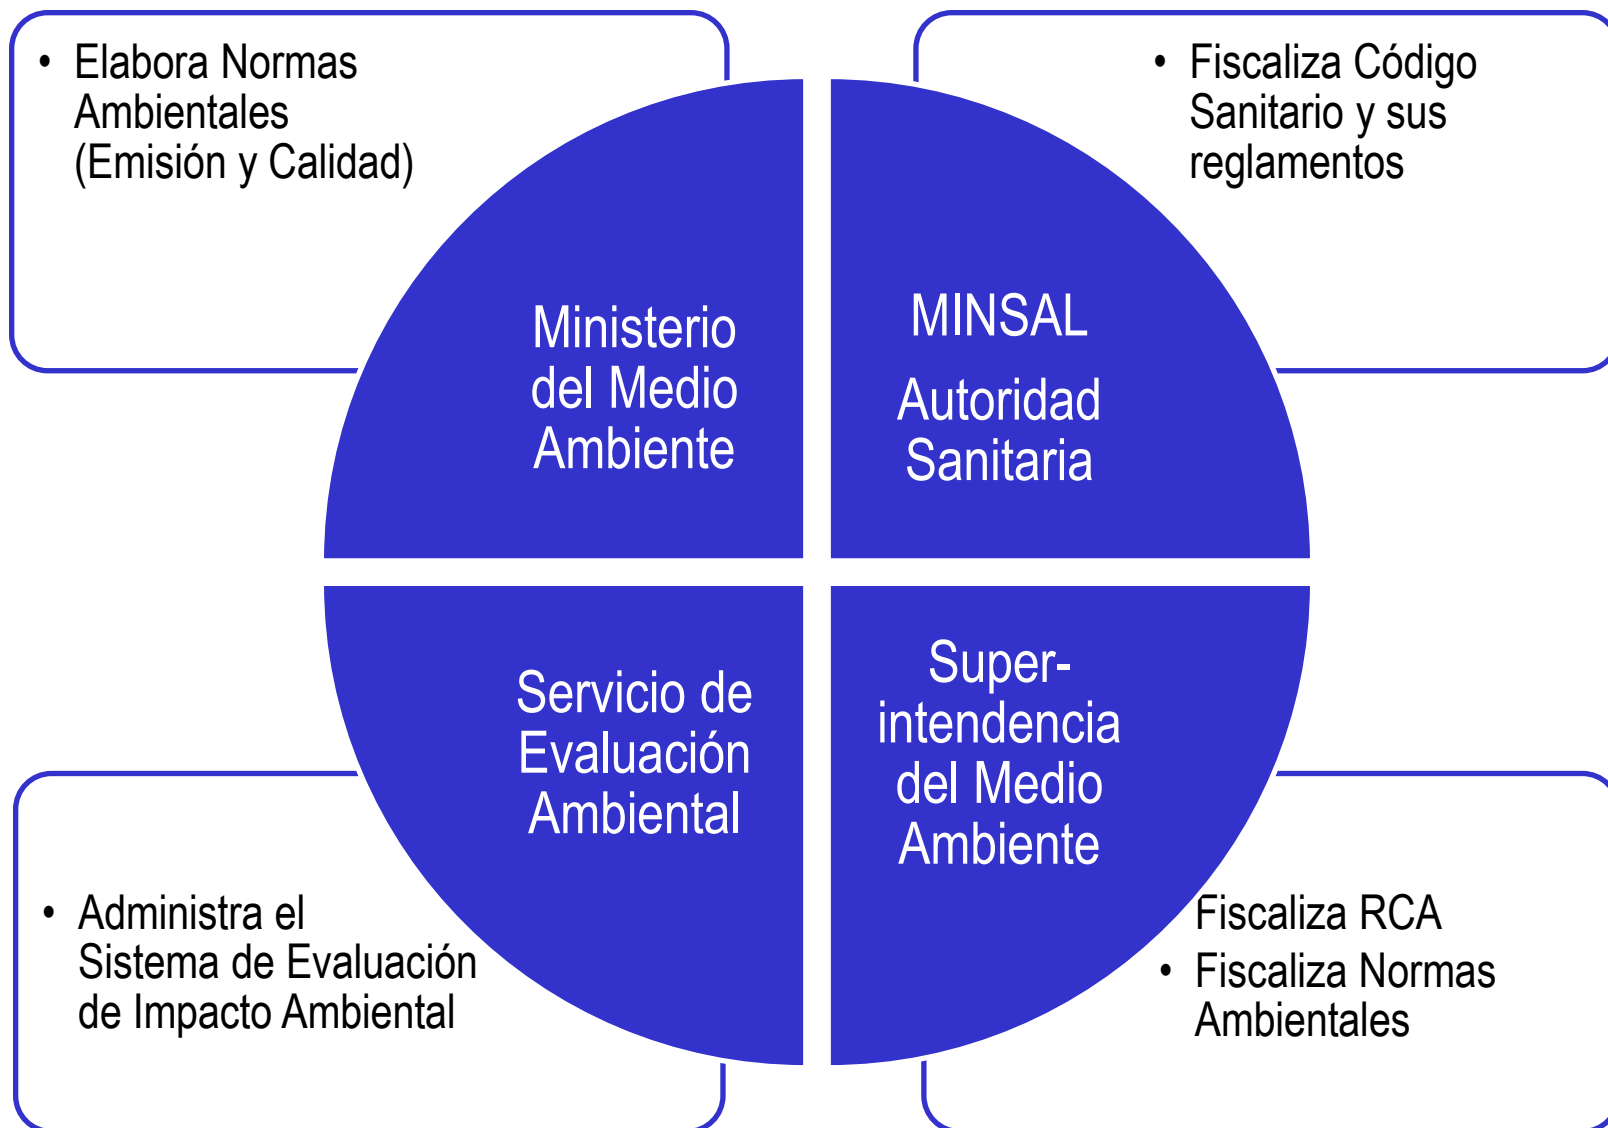 • Elabora Normas
Ambientales
(Emisión y Calidad)
• Fiscaliza Código
Sanitario y sus
reglamentos
Ministerio
del Medio
Ambiente
MINSAL
Autoridad
Sanitaria
Servicio de
Evaluación
Ambiental
Super-
intendencia
del Medio
Ambiente
• Administra el
Sistema de Evaluación
de Impacto Ambiental
Fiscaliza RCA
• Fiscaliza Normas
Ambientales